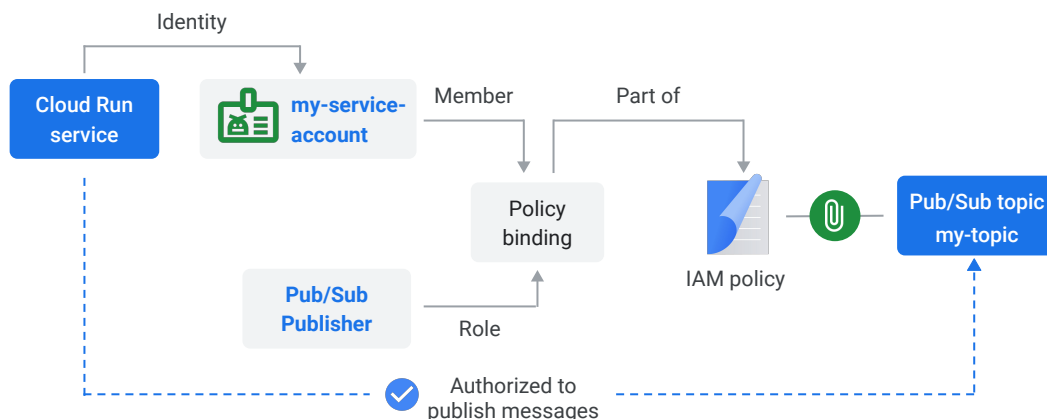 Identity
Cloud Run
service
my-service-
account
Member
Part of
Policy
binding
Pub/Sub topic
my-topic
IAM policy
Pub/Sub
Publisher
Role
Authorized to
publish messages